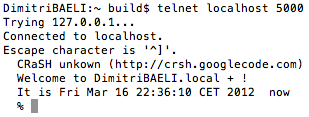 DimitriBAELI:~ build$ telnet localhost 5000
Trying 127.0.0.1...
Connected to localhost.
Escape character is '^]'.
CRaSH unkown (http://crsh.googlecode.com)
Welcome to DimitriBAELI.local + !
It is Fri Mar 16 22:36:10 CET 2012  now
%